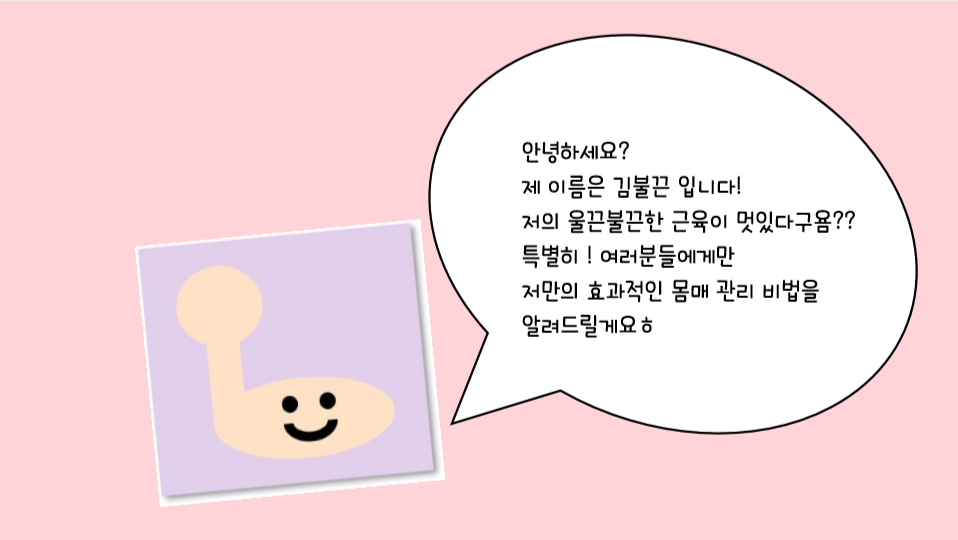 안녕하세요?
제 이름은 김불끈 입니다!
저의 울끈불끈한 근육이 멋있다구욤??
특별히 ! 여러분들에게만
저만의 효과적인 몸매 관리 비법을
알려드릴게요ㅎ